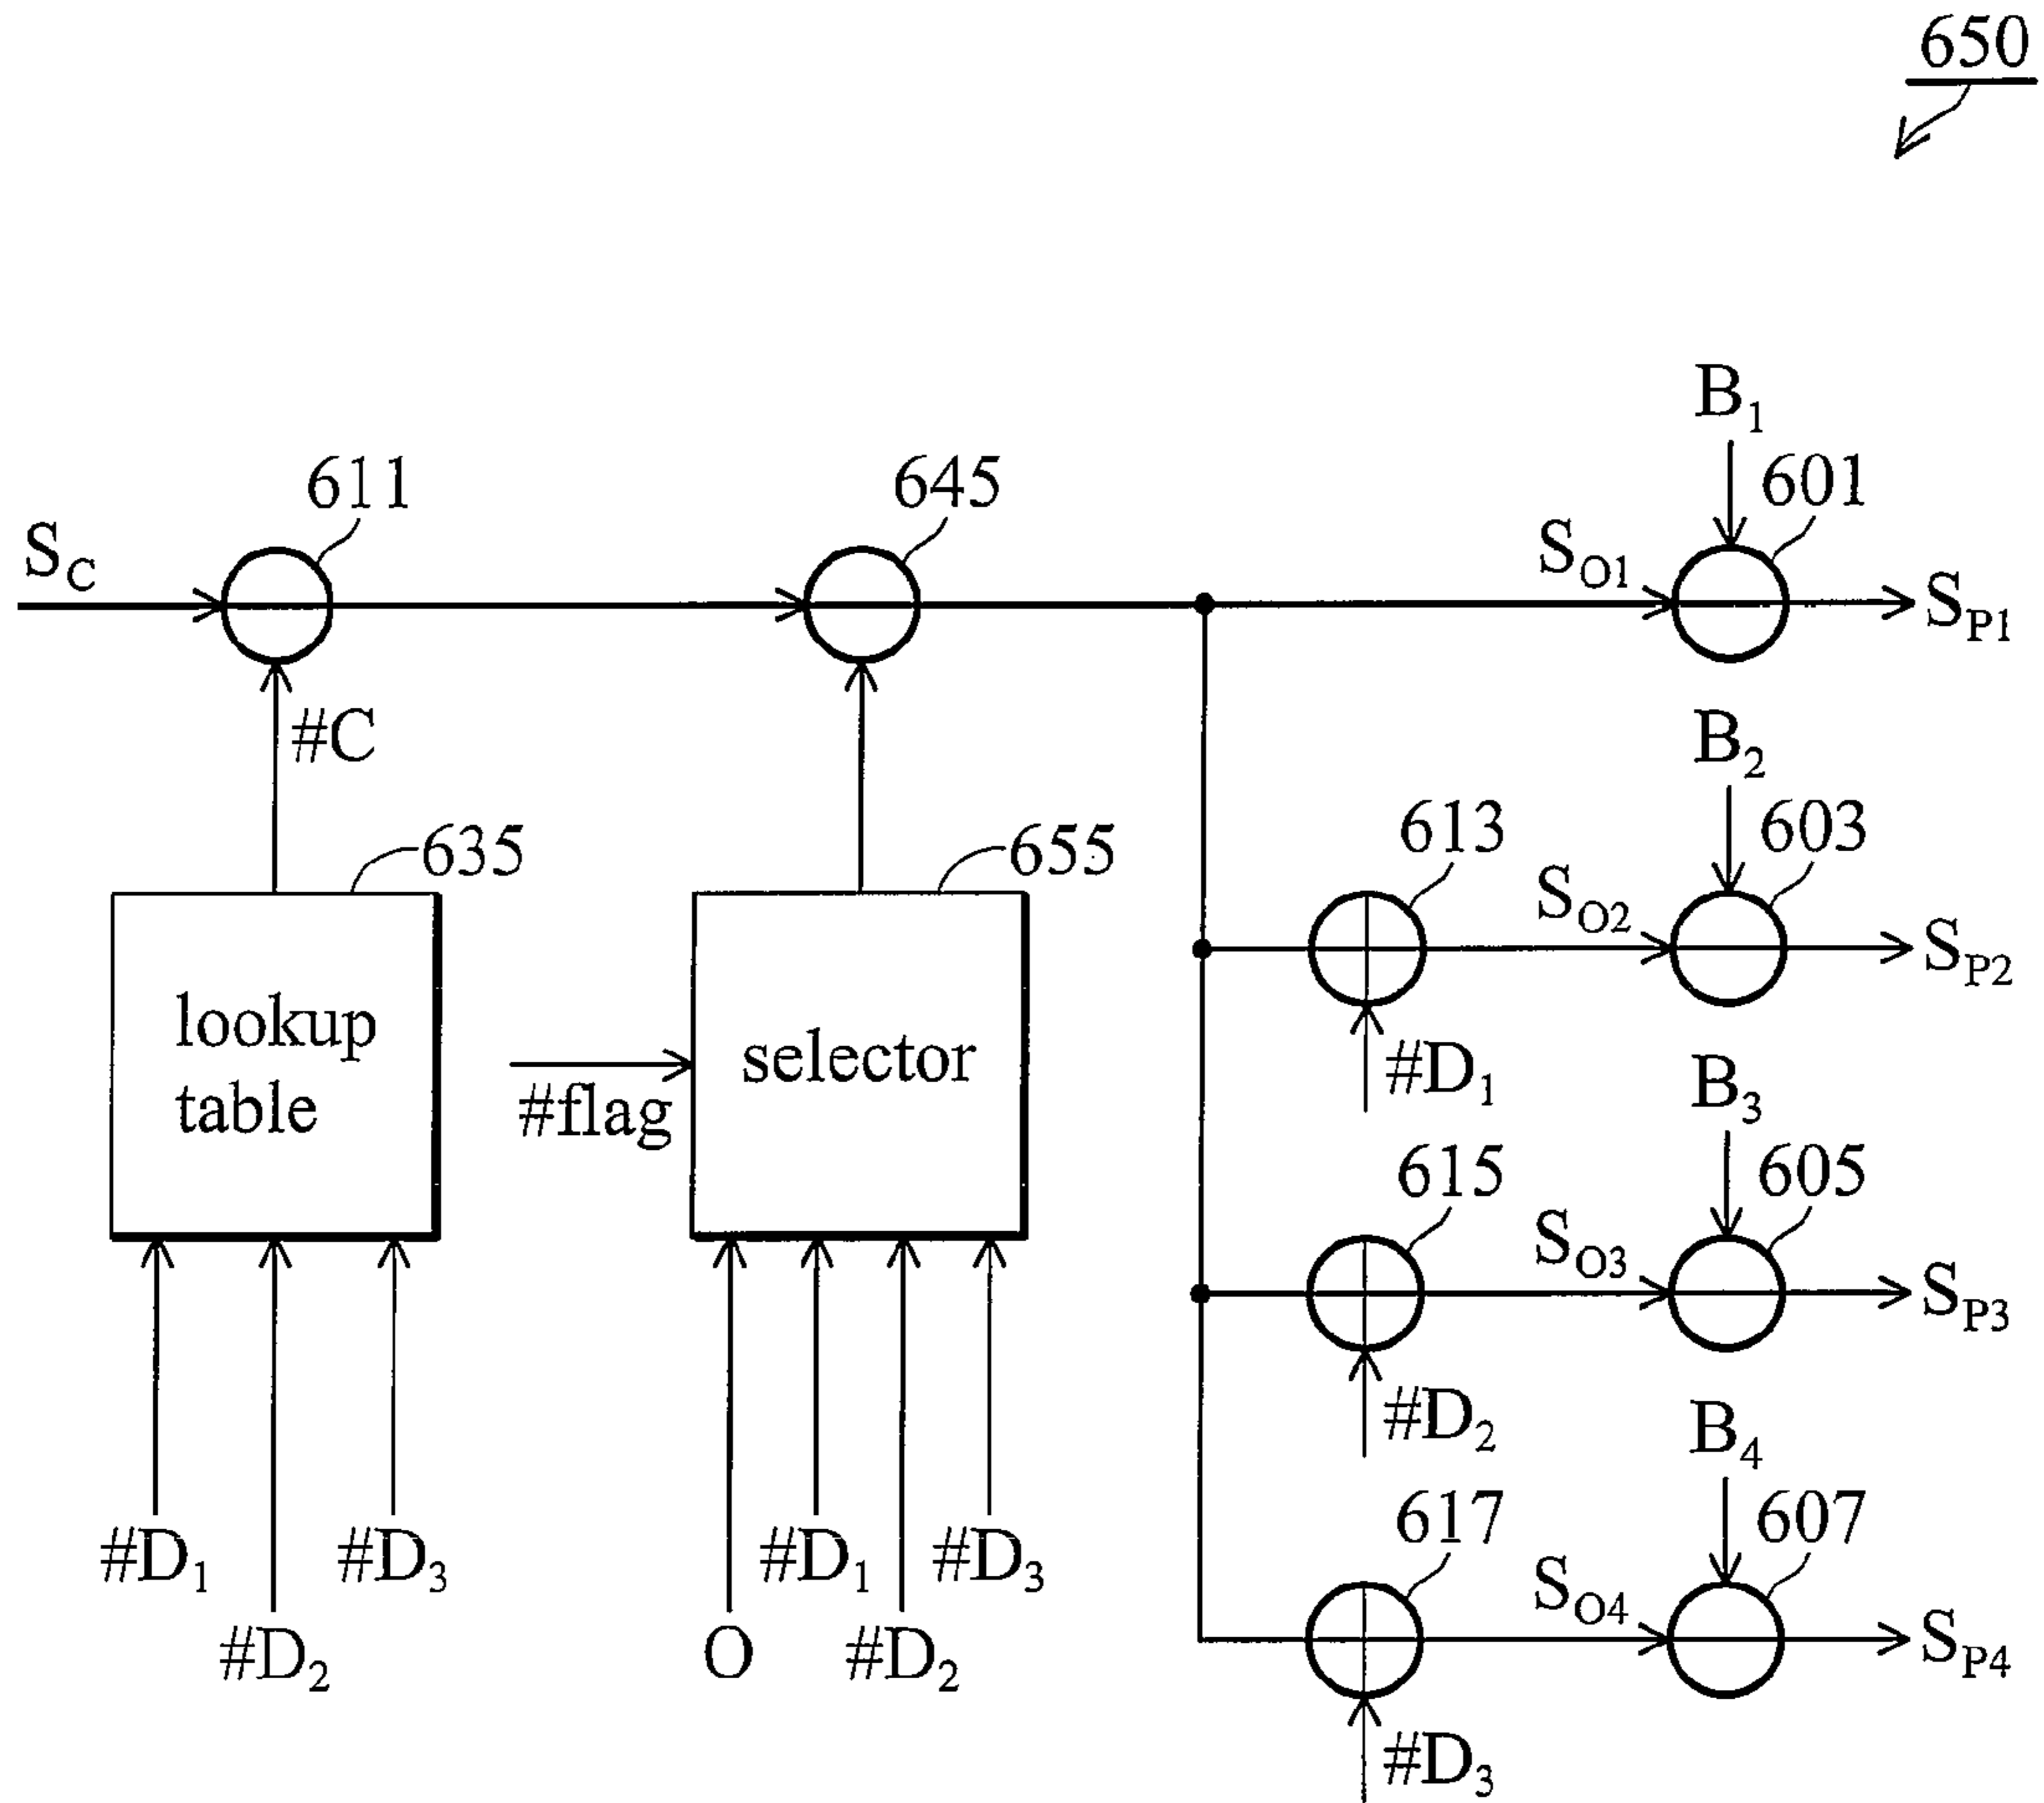 650
B1
611
645
601
SC
SO1
SP1
#C
B2
635
655
613
603
SO2
SP2
lookup
table
selector
#flag
#D1
B3
615
605
SO3
SP3
#D2
B4
617
607
#D1
#D3
#D1
#D3
SO4
SP4
#D2
O
#D2
#D3